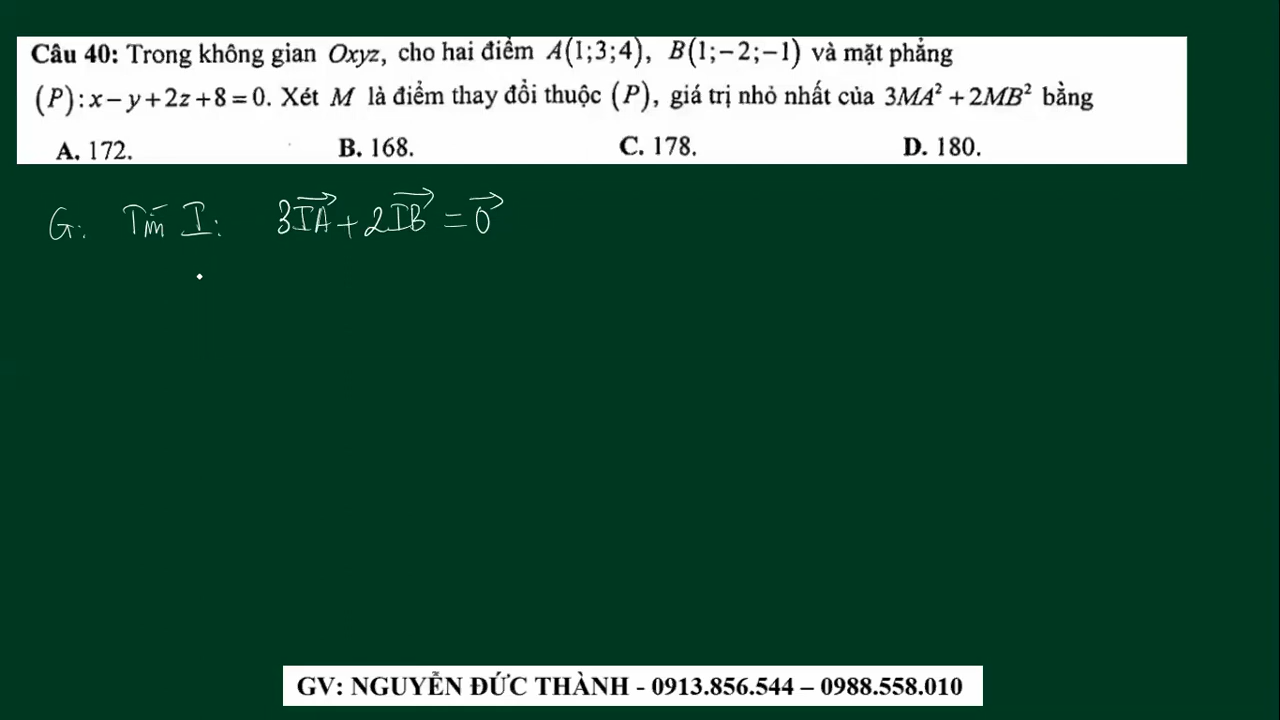 Câu 40: Trong không gian Oxyz, cho hai điểm A(1;3;4), B(1;−2;−1) và mặt phẳng
(P): x − y + 2z + 8 = 0. Xét M là điểm thay đổi thuộc (P), giá trị nhỏ nhất của 3MA² + 2MB² bằng
A. 172. B. 168. C. 178. D. 180.
G: Tìm I: 3IA⃗ + 2IB⃗ = 0⃗
GV: NGUYỄN ĐỨC THÀNH - 0913.856.544 – 0988.558.010